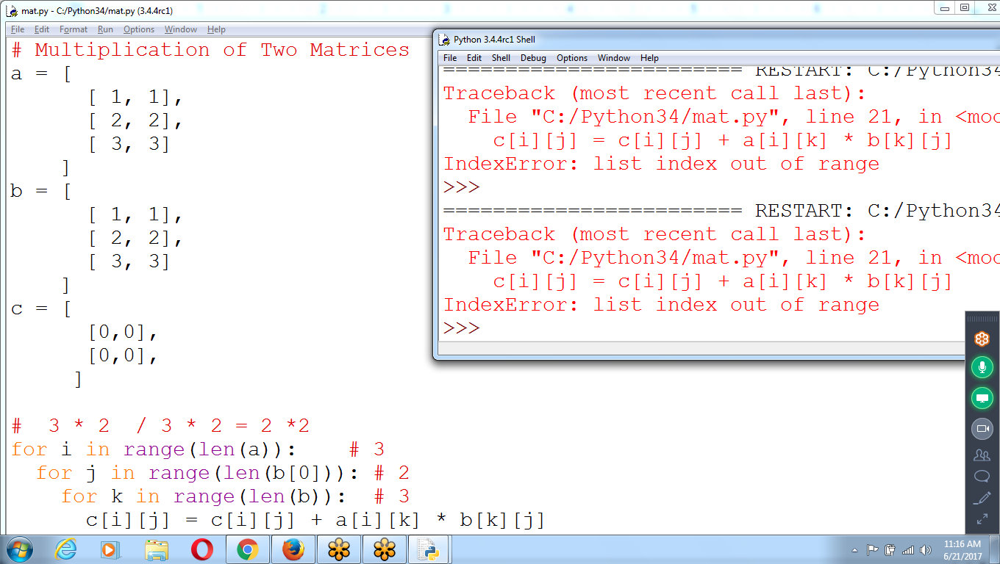 mat.py - C:/Python34/mat.py (3.4.4rc1)
File Edit Format Run Options Window Help
# Multiplication of Two Matrices
a = [
[ 1, 1],
[ 2, 2],
[ 3, 3]
]
b = [
[ 1, 1],
[ 2, 2],
[ 3, 3]
]
c = [
[0,0],
[0,0],
]
# 3 * 2 / 3 * 2 = 2 *2
for i in range(len(a)): # 3
for j in range(len(b[0])): # 2
for k in range(len(b)): # 3
c[i][j] = c[i][j] + a[i][k] * b[k][j]
Python 3.4.4rc1 Shell
File Edit Shell Debug Options Window Help
======================== RESTART: C:/Python34
Traceback (most recent call last):
File "C:/Python34/mat.py", line 21, in <moc
c[i][j] = c[i][j] + a[i][k] * b[k][j]
IndexError: list index out of range
>>>
======================== RESTART: C:/Python34
Traceback (most recent call last):
File "C:/Python34/mat.py", line 21, in <moc
c[i][j] = c[i][j] + a[i][k] * b[k][j]
IndexError: list index out of range
>>>
11:16 AM
6/21/2017